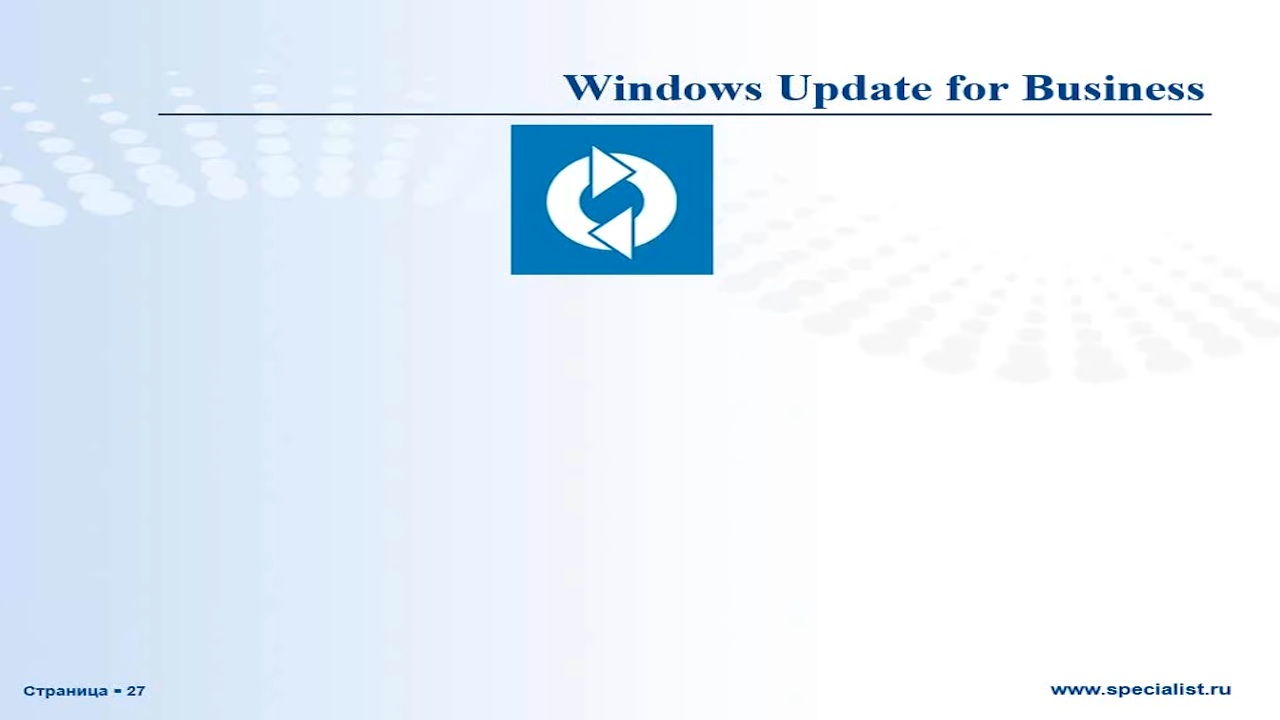 Windows Update for Business
Страница - 27
www.specialist.ru